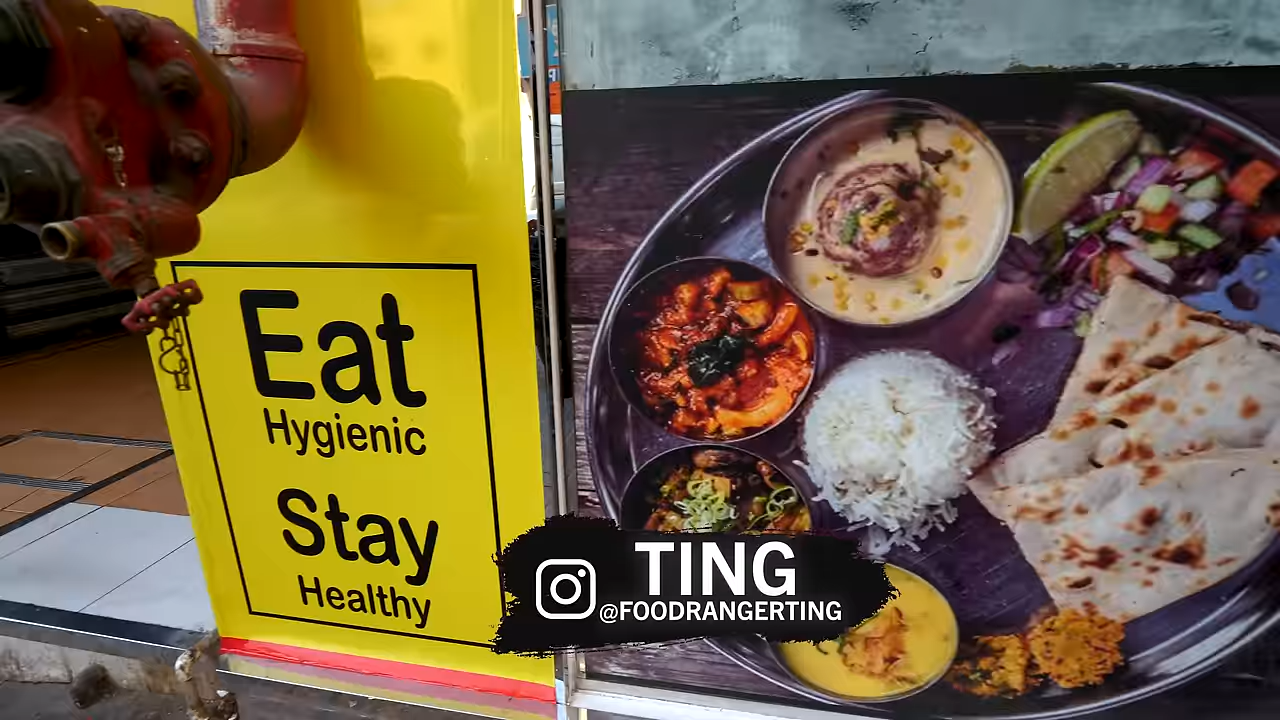 Eat
Hygienic
Stay
Healthy
TING
@FOODRANGERTING